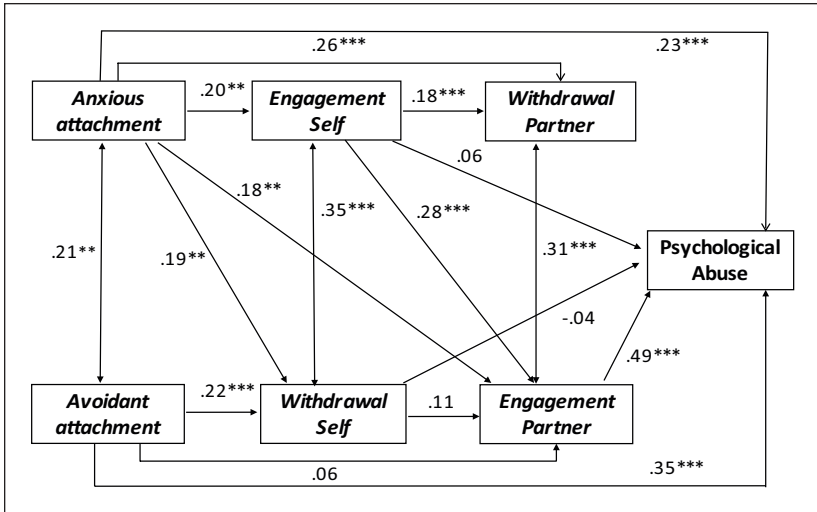 .26***
.23***
Anxious
attachment
.20**
Engagement
Self
.18***
Withdrawal
Partner
.06
.18**
.35***
.28***
.21**
.19**
.31***
Psychological
Abuse
-.04
.49***
Avoidant
attachment
.22***
Withdrawal
Self
.11
Engagement
Partner
.06
.35***